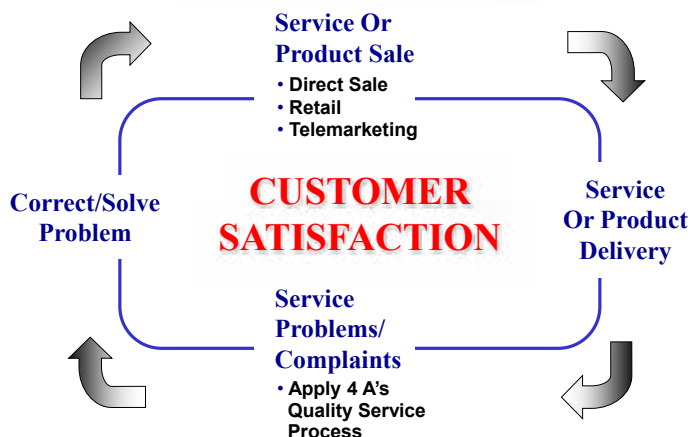 Service Or
Product Sale
• Direct Sale
• Retail
• Telemarketing
Correct/Solve
Problem
CUSTOMER
SATISFACTION
Service
Or Product
Delivery
Service
Problems/
Complaints
• Apply 4 A's
Quality Service
Process